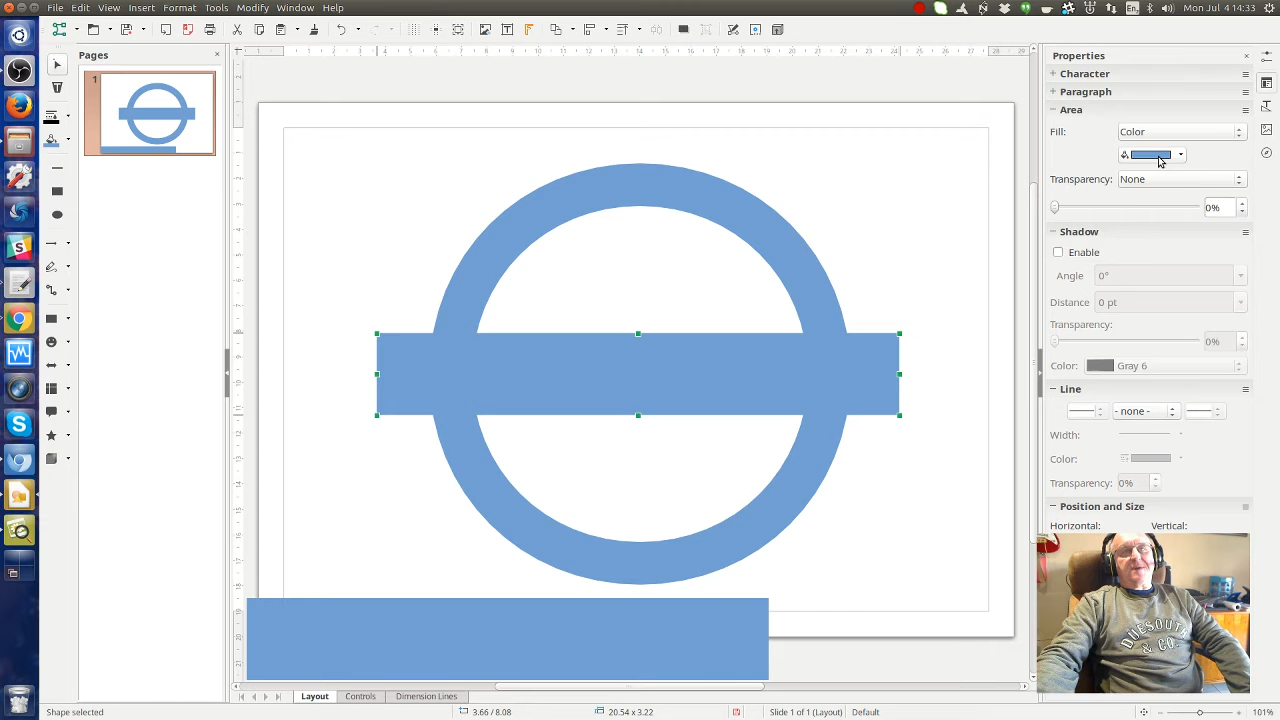 File Edit View Insert Format Tools Modify Window Help
En
Mon Jul 4 14:33
Pages
1
Layout Controls Dimension Lines
Shape selected
3.66 / 8.08
20.54 x 3.22
Slide 1 of 1 (Layout)
Default
101%
Properties
Character
Paragraph
Area
Fill: Color
Transparency: None
0%
Shadow
Enable
Angle 0°
Distance 0 pt
Transparency:
0%
Color: Gray 6
Line
- none -
Width:
Color:
Transparency: 0%
Position and Size
Horizontal: Vertical:
DUESOUTH
& CO.